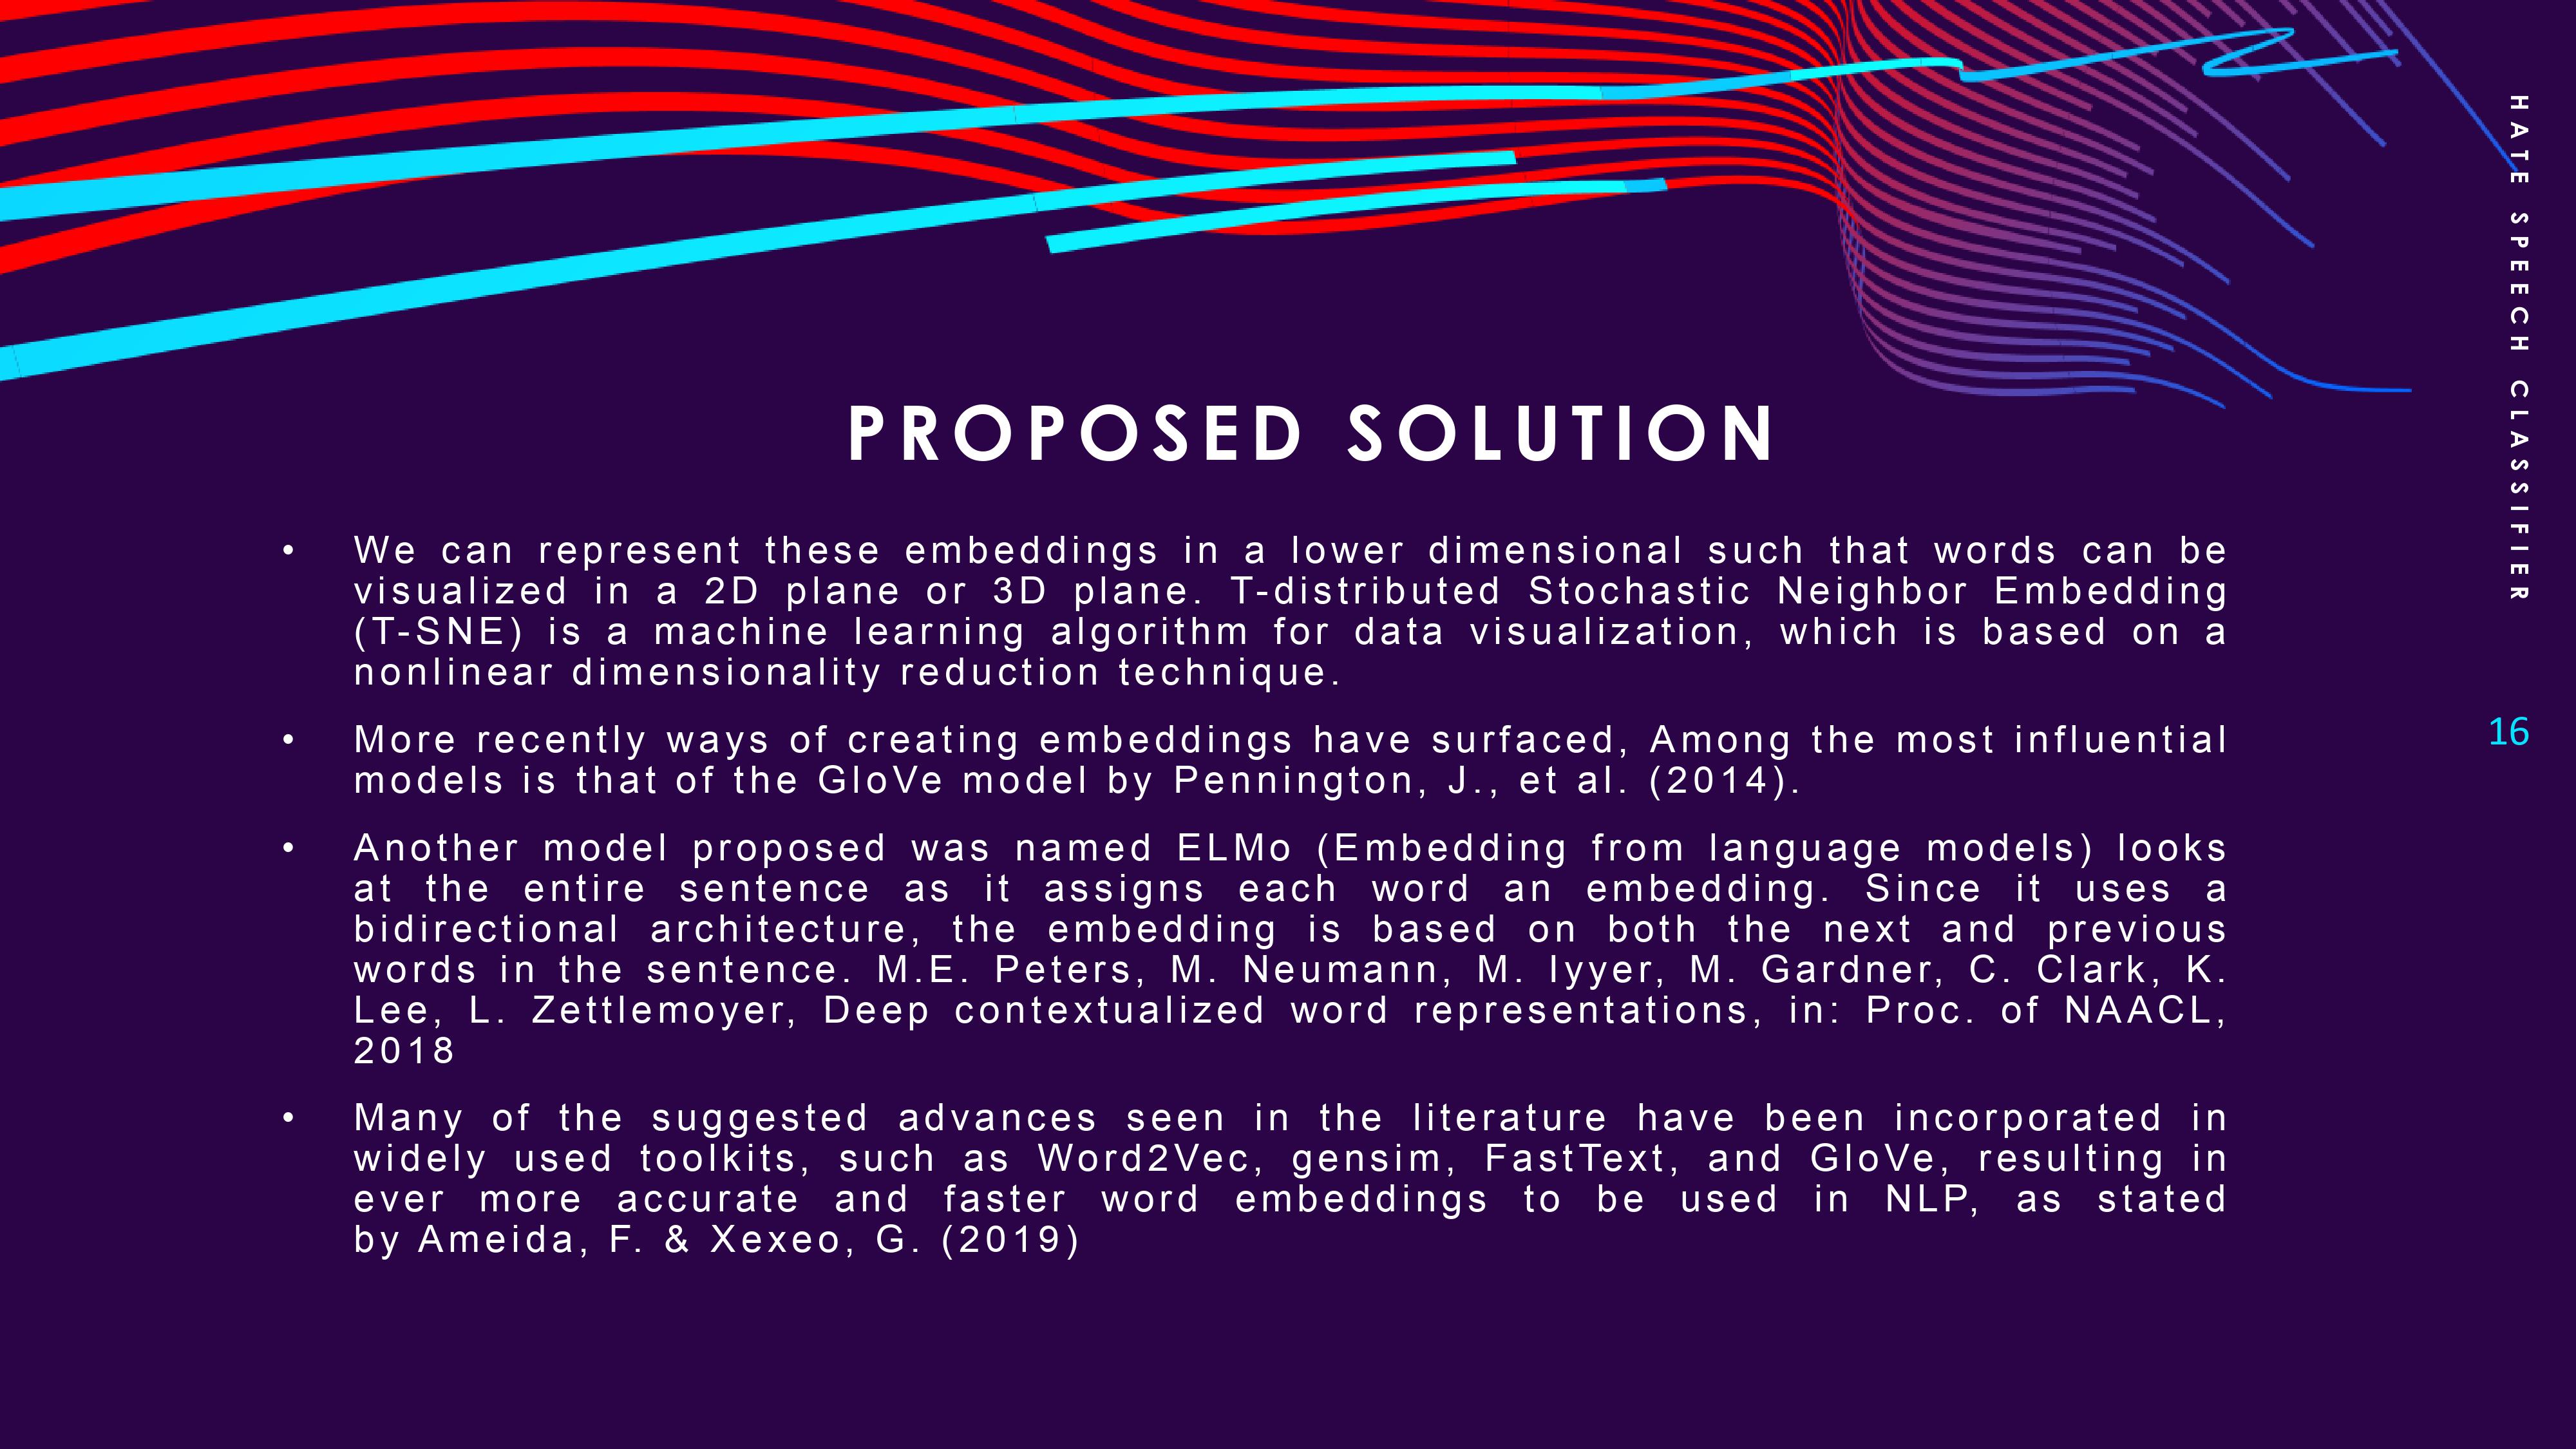 HATE SPEECH CLASSIFIER
PROPOSED SOLUTION
• We can represent these embeddings in a lower dimensional such that words can be
visualized in a 2D plane or 3D plane. T-distributed Stochastic Neighbor Embedding
(T-SNE) is a machine learning algorithm for data visualization, which is based on a
nonlinear dimensionality reduction technique.
• More recently ways of creating embeddings have surfaced, Among the most influential
models is that of the GloVe model by Pennington, J., et al. (2014).
• Another model proposed was named ELMo (Embedding from language models) looks
at the entire sentence as it assigns each word an embedding. Since it uses a
bidirectional architecture, the embedding is based on both the next and previous
words in the sentence. M.E. Peters, M. Neumann, M. Iyyer, M. Gardner, C. Clark, K.
Lee, L. Zettlemoyer, Deep contextualized word representations, in: Proc. of NAACL,
2018
• Many of the suggested advances seen in the literature have been incorporated in
widely used toolkits, such as Word2Vec, gensim, FastText, and GloVe, resulting in
ever more accurate and faster word embeddings to be used in NLP, as stated
by Ameida, F. & Xexeo, G. (2019)
16